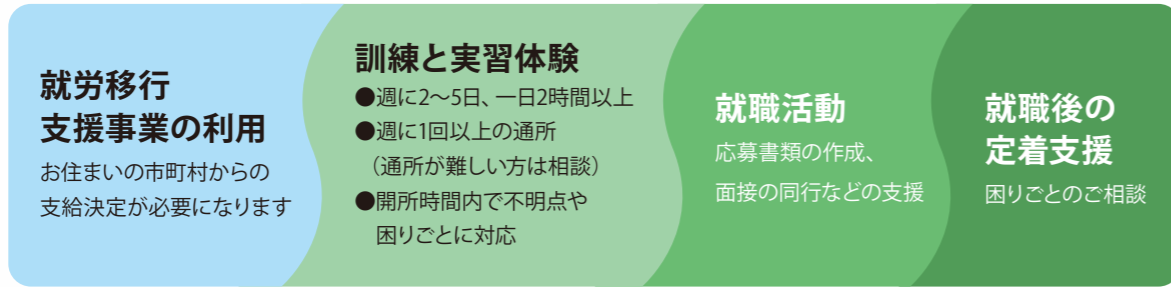 就労移行
支援事業の利用
お住まいの市町村からの
支給決定が必要になります
訓練と実習体験
●週に2〜5日、一日2時間以上
●週に1回以上の通所
（通所が難しい方は相談）
●開所時間内で不明点や
困りごとに対応
就職活動
応募書類の作成、
面接の同行などの支援
就職後の
定着支援
困りごとのご相談